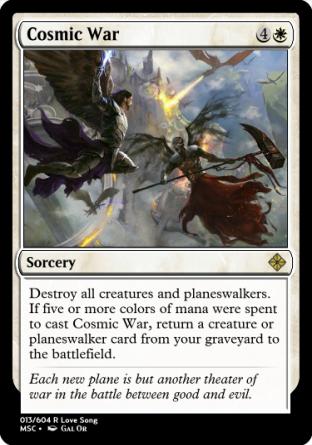 Cosmic War 4
Sorcery
Destroy all creatures and planeswalkers.
If five or more colors of mana were spent
to cast Cosmic War, return a creature or
planeswalker card from your graveyard to
the battlefield.
Each new plane is but another theater of
war in the battle between good and evil.
013/604 R Love Song
MSC • Gal Or